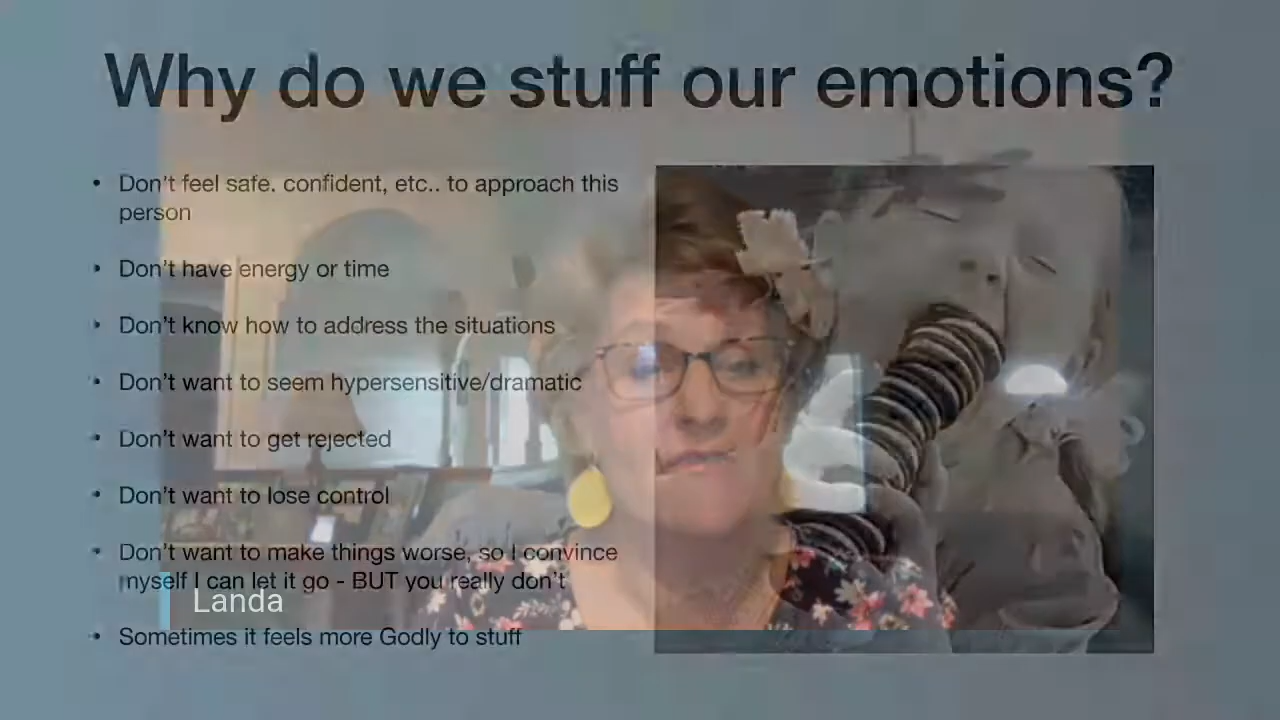 Why do we stuff our emotions?
• Don't feel safe. confident, etc.. to approach this
person
• Don't have energy or time
• Don't know how to address the situations
• Don't want to seem hypersensitive/dramatic
• Don't want to get rejected
• Don't want to lose control
• Don't want to make things worse, so I convince
myself I can let it go - BUT you really don't
Landa
• Sometimes it feels more Godly to stuff